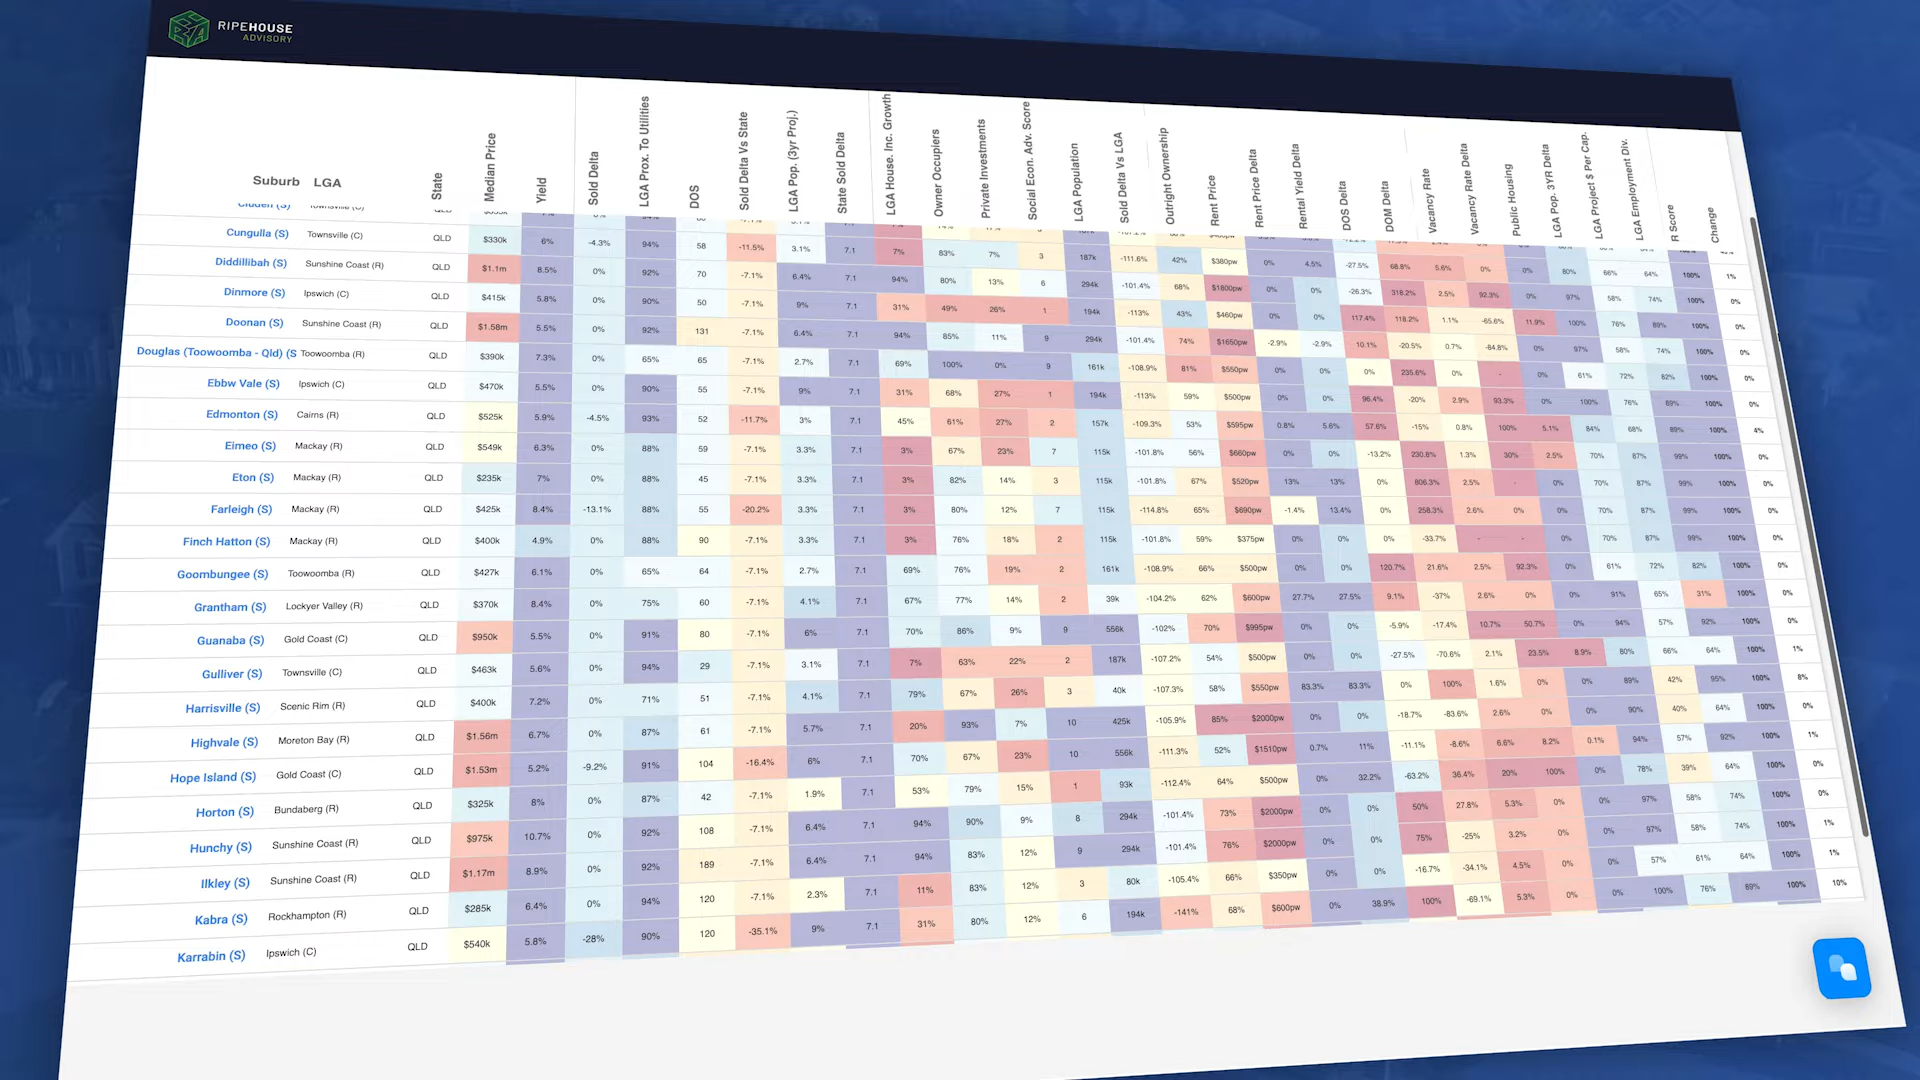 RIPEHOUSE
ADVISORY
Suburb LGA State Median Price Yield Sold Delta LGA Prox. To Utilities DOS Sold Delta Vs State LGA Pop. (3yr Proj.) State Sold Delta LGA House. Inc. Growth Owner Occupiers Private Investments Social Econ. Adv. Score LGA Population Sold Delta Vs LGA Outright Ownership Rent Price Rent Price Delta Rental Yield Delta DOS Delta DOM Delta Vacancy Rate Vacancy Rate Delta Public Housing LGA Pop. 3YR Delta LGA Project $ Per Cap. LGA Employment Div. R Score Change
Cungulla (S) Townsville (C) QLD $330k 6% -4.3% 94% 58 -11.5% 3.1% 7.1 7% 83% 7% 3 187k -111.6% 42% $380pw 0% 4.5% -27.5% 68.8% 5.6% 0% 0% 80% 66% 64% 100% 1%
Diddillibah (S) Sunshine Coast (R) QLD $1.1m 8.5% 0% 92% 70 -7.1% 6.4% 7.1 94% 80% 13% 6 294k -101.4% 68% $1800pw 0% 0% -26.3% 318.2% 2.5% 92.3% 0% 97% 58% 74% 100% 0%
Dinmore (S) Ipswich (C) QLD $415k 5.8% 0% 90% 50 -7.1% 9% 7.1 31% 49% 26% 1 194k -113% 43% $460pw 0% 0% 117.4% 118.2% 1.1% -65.6% 11.9% 100% 76% 89% 100% 0%
Doonan (S) Sunshine Coast (R) QLD $1.58m 5.5% 0% 92% 131 -7.1% 6.4% 7.1 94% 85% 11% 9 294k -101.4% 74% $1650pw -2.9% -2.9% 10.1% -20.5% 0.7% -84.8% 0% 97% 58% 74% 100% 0%
Douglas (Toowoomba - Qld) (S Toowoomba (R) QLD $390k 7.3% 0% 65% 65 -7.1% 2.7% 7.1 69% 100% 0% 9 161k -108.9% 81% $550pw 0% 0% 0% 235.6% 0% - 0% 61% 72% 82% 100% 0%
Ebbw Vale (S) Ipswich (C) QLD $470k 5.5% 0% 90% 55 -7.1% 9% 7.1 31% 68% 27% 1 194k -113% 59% $500pw 0% 0% 96.4% -20% 2.9% 93.3% 0% 100% 76% 89% 100% 0%
Edmonton (S) Cairns (R) QLD $525k 5.9% -4.5% 93% 52 -11.7% 3% 7.1 45% 61% 27% 2 157k -109.3% 53% $595pw 0.8% 5.6% 57.6% -15% 0.8% 100% 5.1% 84% 68% 89% 100% 4%
Eimeo (S) Mackay (R) QLD $549k 6.3% 0% 88% 59 -7.1% 3.3% 7.1 3% 67% 23% 7 115k -101.8% 56% $660pw 0% 0% -13.2% 230.8% 1.3% 30% 2.5% 70% 87% 99% 100% 0%
Eton (S) Mackay (R) QLD $235k 7% 0% 88% 45 -7.1% 3.3% 7.1 3% 82% 14% 3 115k -101.8% 67% $520pw 13% 13% 0% 806.3% 2.5% - 0% 70% 87% 99% 100% 0%
Farleigh (S) Mackay (R) QLD $425k 8.4% -13.1% 88% 55 -20.2% 3.3% 7.1 3% 80% 12% 7 115k -114.8% 65% $690pw -1.4% 13.4% 0% 258.3% 2.6% 0% 0% 70% 87% 99% 100% 0%
Finch Hatton (S) Mackay (R) QLD $400k 4.9% 0% 88% 90 -7.1% 3.3% 7.1 3% 76% 18% 2 115k -101.8% 59% $375pw 0% 0% 0% -33.7% - - 0% 70% 87% 99% 100% 0%
Goombungee (S) Toowoomba (R) QLD $427k 6.1% 0% 65% 64 -7.1% 2.7% 7.1 69% 76% 19% 2 161k -108.9% 66% $500pw 0% 0% 120.7% 21.6% 2.5% 92.3% 0% 61% 72% 82% 100% 0%
Grantham (S) Lockyer Valley (R) QLD $370k 8.4% 0% 75% 60 -7.1% 4.1% 7.1 67% 77% 14% 2 39k -104.2% 62% $600pw 27.7% 27.5% 9.1% -37% 2.6% 0% 0% 91% 65% 31% 100% 0%
Guanaba (S) Gold Coast (C) QLD $950k 5.5% 0% 91% 80 -7.1% 6% 7.1 70% 86% 9% 9 556k -102% 70% $995pw 0% 0% -5.9% -17.4% 10.7% 50.7% 0% 94% 57% 92% 100% 0%
Gulliver (S) Townsville (C) QLD $463k 5.6% 0% 94% 29 -7.1% 3.1% 7.1 7% 63% 22% 2 187k -107.2% 54% $500pw 0% 0% -27.5% -70.6% 2.1% 23.5% 8.9% 80% 66% 64% 100% 1%
Harrisville (S) Scenic Rim (R) QLD $400k 7.2% 0% 71% 51 -7.1% 4.1% 7.1 79% 67% 26% 3 40k -107.3% 58% $550pw 83.3% 83.3% 0% 100% 1.6% 0% 0% 89% 42% 95% 100% 8%
Highvale (S) Moreton Bay (R) QLD $1.56m 6.7% 0% 87% 61 -7.1% 5.7% 7.1 20% 93% 7% 10 425k -105.9% 85% $2000pw 0% 0% -18.7% -83.6% 2.6% 0% 0% 90% 40% 64% 100% 0%
Hope Island (S) Gold Coast (C) QLD $1.53m 5.2% -9.2% 91% 104 -16.4% 6% 7.1 70% 67% 23% 10 556k -111.3% 52% $1510pw 0.7% 11% -11.1% -8.6% 6.6% 8.2% 0.1% 94% 57% 92% 100% 1%
Horton (S) Bundaberg (R) QLD $325k 8% 0% 87% 42 -7.1% 1.9% 7.1 53% 79% 15% 1 93k -112.4% 64% $500pw 0% 32.2% -63.2% 36.4% 20% 100% 0% 78% 39% 64% 100% 0%
Hunchy (S) Sunshine Coast (R) QLD $975k 10.7% 0% 92% 108 -7.1% 6.4% 7.1 94% 90% 9% 8 294k -101.4% 73% $2000pw 0% 0% 50% 27.8% 5.3% 0% 0% 97% 58% 74% 100% 0%
Ilkley (S) Sunshine Coast (R) QLD $1.17m 8.9% 0% 92% 189 -7.1% 6.4% 7.1 94% 83% 12% 9 294k -101.4% 76% $2000pw 0% 0% 75% -25% 3.2% 0% 0% 97% 58% 74% 100% 1%
Kabra (S) Rockhampton (R) QLD $285k 6.4% 0% 94% 120 -7.1% 2.3% 7.1 11% 83% 12% 3 80k -105.4% 66% $350pw 0% 0% -16.7% -34.1% 4.5% 0% 0% 57% 61% 64% 100% 1%
Karrabin (S) Ipswich (C) QLD $540k 5.8% -28% 90% 120 -35.1% 9% 7.1 31% 80% 12% 6 194k -141% 68% $600pw 0% 38.9% 100% -69.1% 5.3% 0% 0% 100% 76% 89% 100% 10%